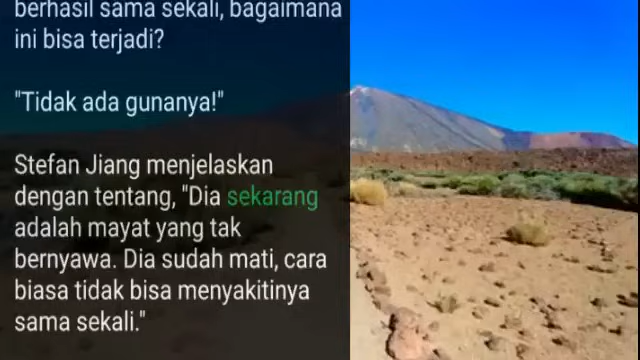 berhasil sama sekali, bagaimana
ini bisa terjadi?
"Tidak ada gunanya!"
Stefan Jiang menjelaskan
dengan tentang, "Dia sekarang
adalah mayat yang tak
bernyawa. Dia sudah mati, cara
biasa tidak bisa menyakitinya
sama sekali."